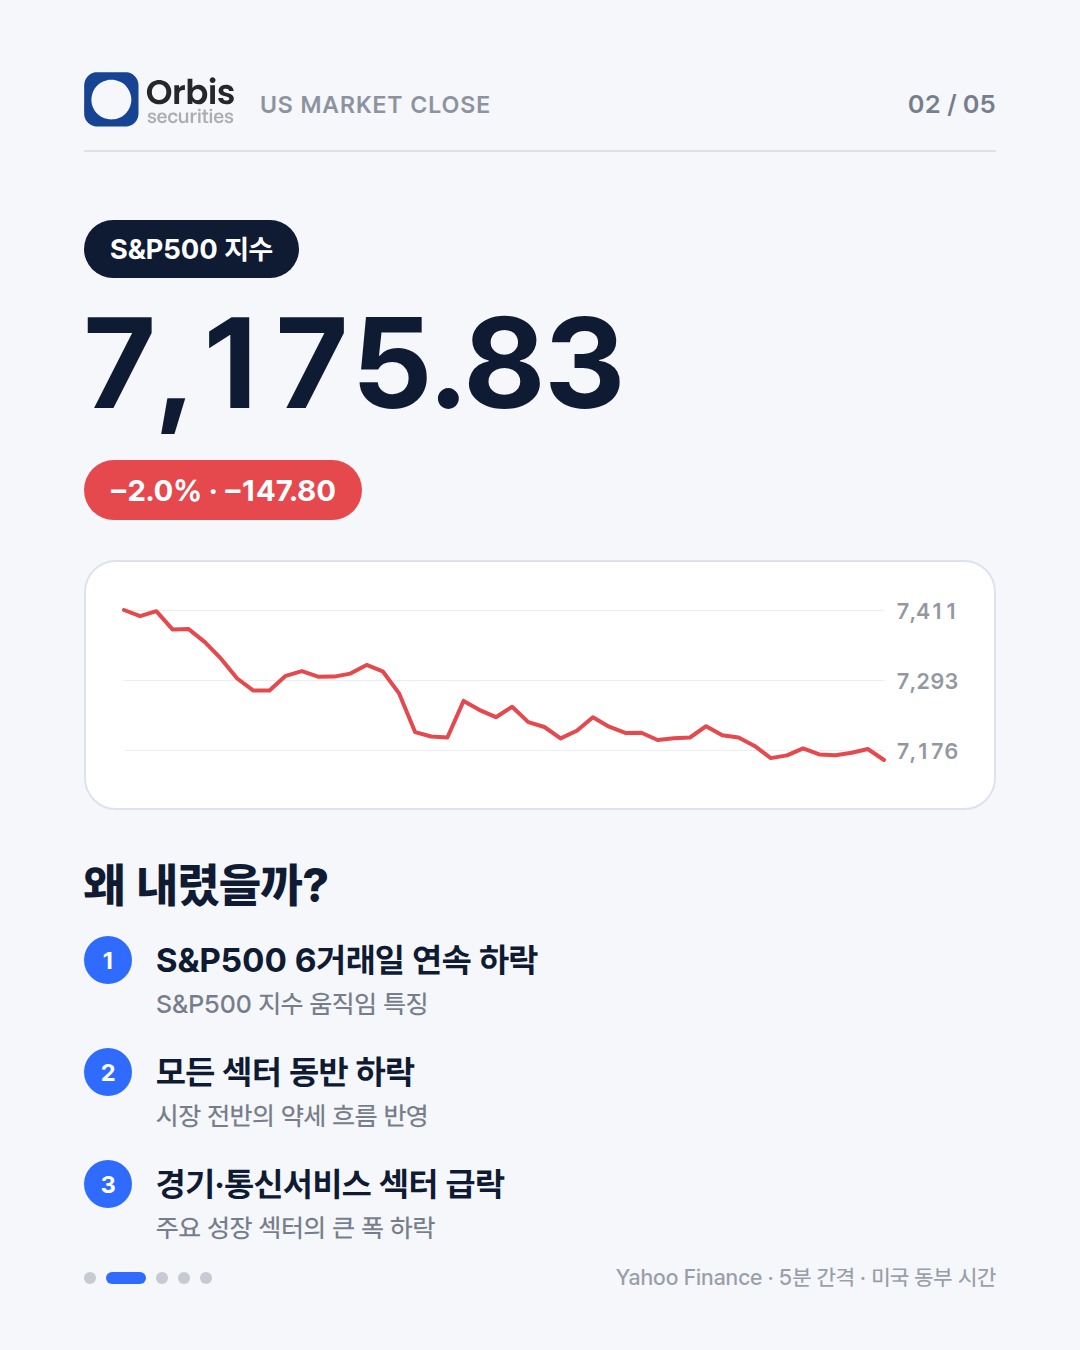 Orbis
securities
US MARKET CLOSE
02 / 05
S&P500 지수
7,175.83
−2.0% · −147.80
7,411
7,293
7,176
왜 내렸을까?
1
S&P500 6거래일 연속 하락
S&P500 지수 움직임 특징
2
모든 섹터 동반 하락
시장 전반의 약세 흐름 반영
3
경기·통신서비스 섹터 급락
주요 성장 섹터의 큰 폭 하락
Yahoo Finance · 5분 간격 · 미국 동부 시간